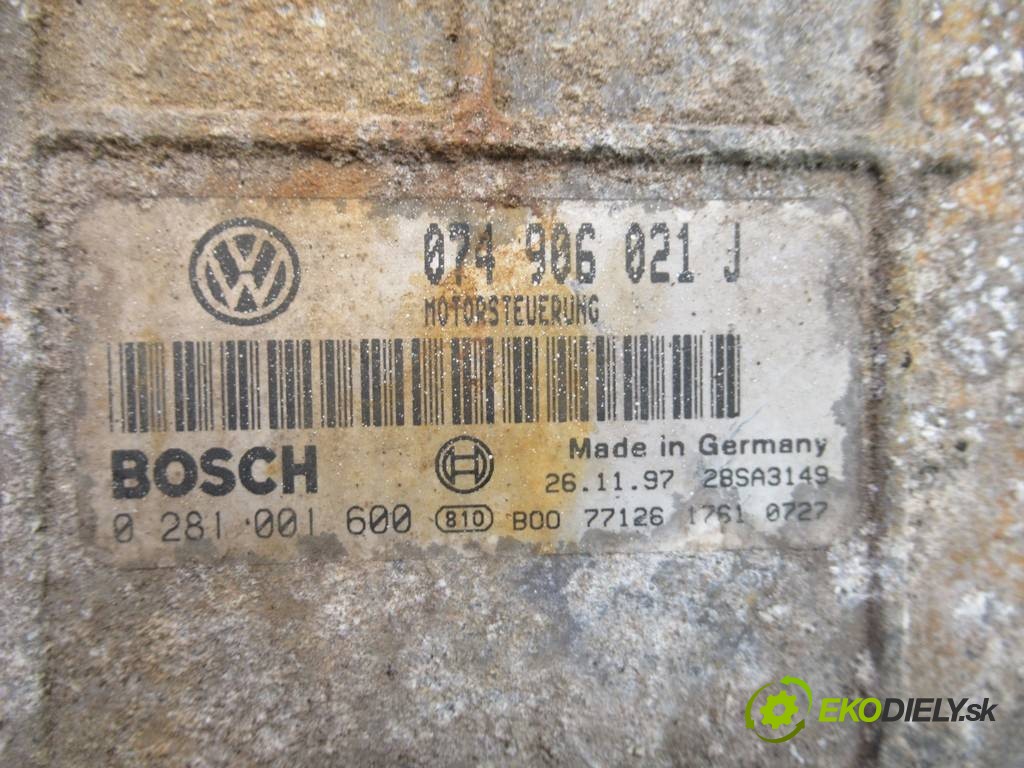 074 906 021 J
MOTORSTEUERUNG
BOSCH
Made in Germany
26.11.97 28SA3149
0 281 001 600 810 B00 77126 1761 0727
EKODIELY.sk